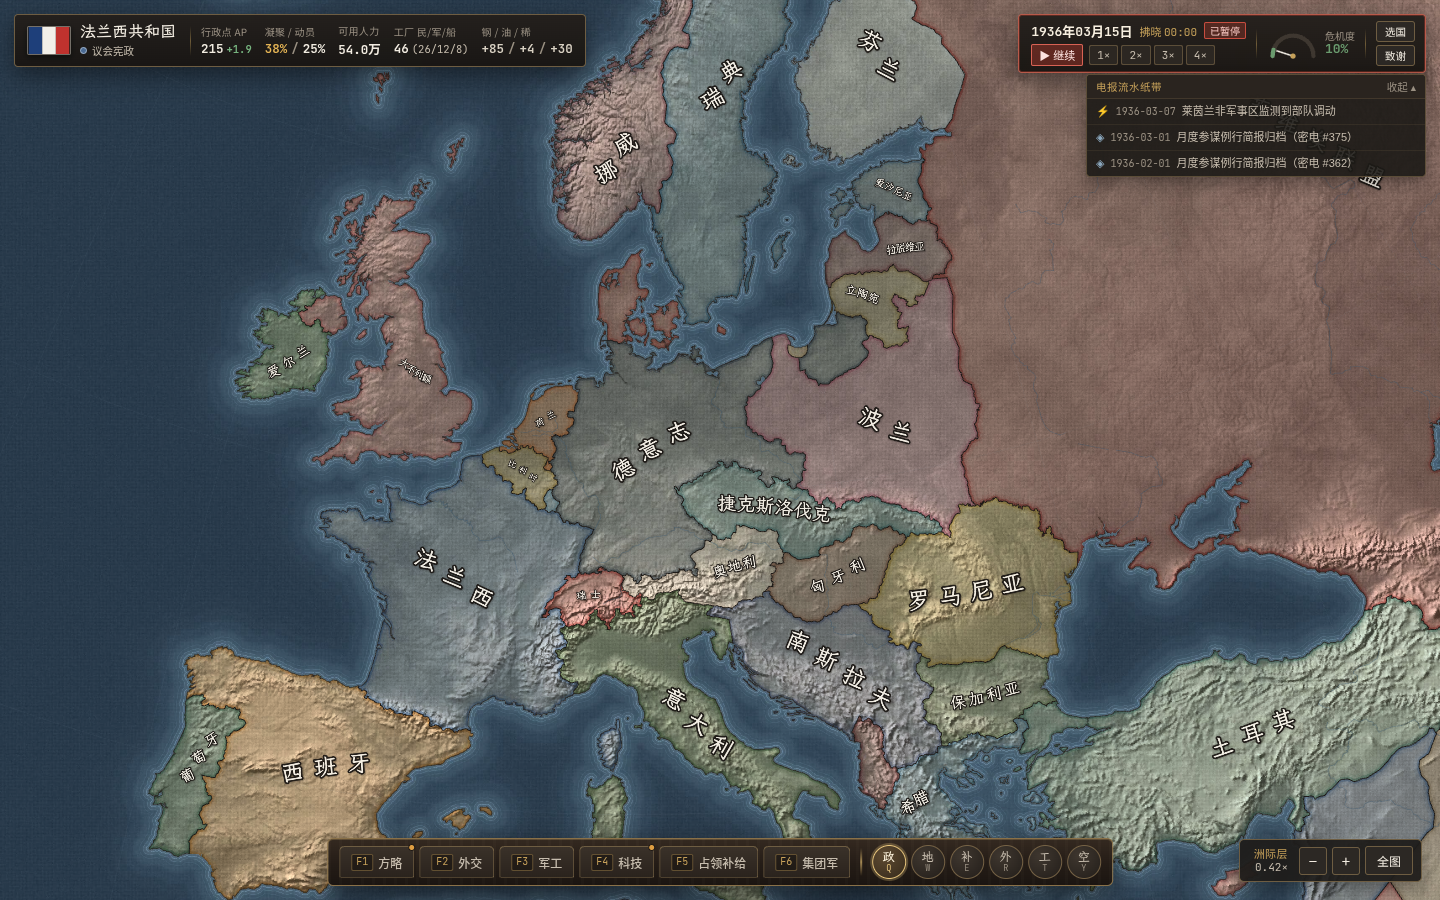 法兰西共和国
议会宪政
行政点 AP
215 +1.9
凝聚 / 动员
38% / 25%
可用人力
54.0万
工厂 民/军/船
46 (26/12/8)
钢 / 油 / 稀
+85 / +4 / +30
1936年03月15日 拂晓 00:00 已暂停
▶ 继续 1× 2× 3× 4×
危机度
10%
选国
致谢
电报流水纸带 收起 ▴
1936-03-07 莱茵兰非军事区监测到部队调动
1936-03-01 月度参谋例行简报归档（密电 #375）
1936-02-01 月度参谋例行简报归档（密电 #362）
盟
芬兰
瑞典
挪威
爱沙尼亚
拉脱维亚
立陶宛
爱尔兰
大不列颠
荷兰
比利时
德意志
波兰
捷克斯洛伐克
法兰西
瑞士
奥地利
匈牙利
罗马尼亚
南斯拉夫
保加利亚
意大利
土耳其
西班牙
葡萄牙
希腊
F1 方略
F2 外交
F3 军工
F4 科技
F5 占领补给
F6 集团军
政 Q
地 W
补 E
外 R
工 T
空 Y
洲际层
0.42×
−
+
全图